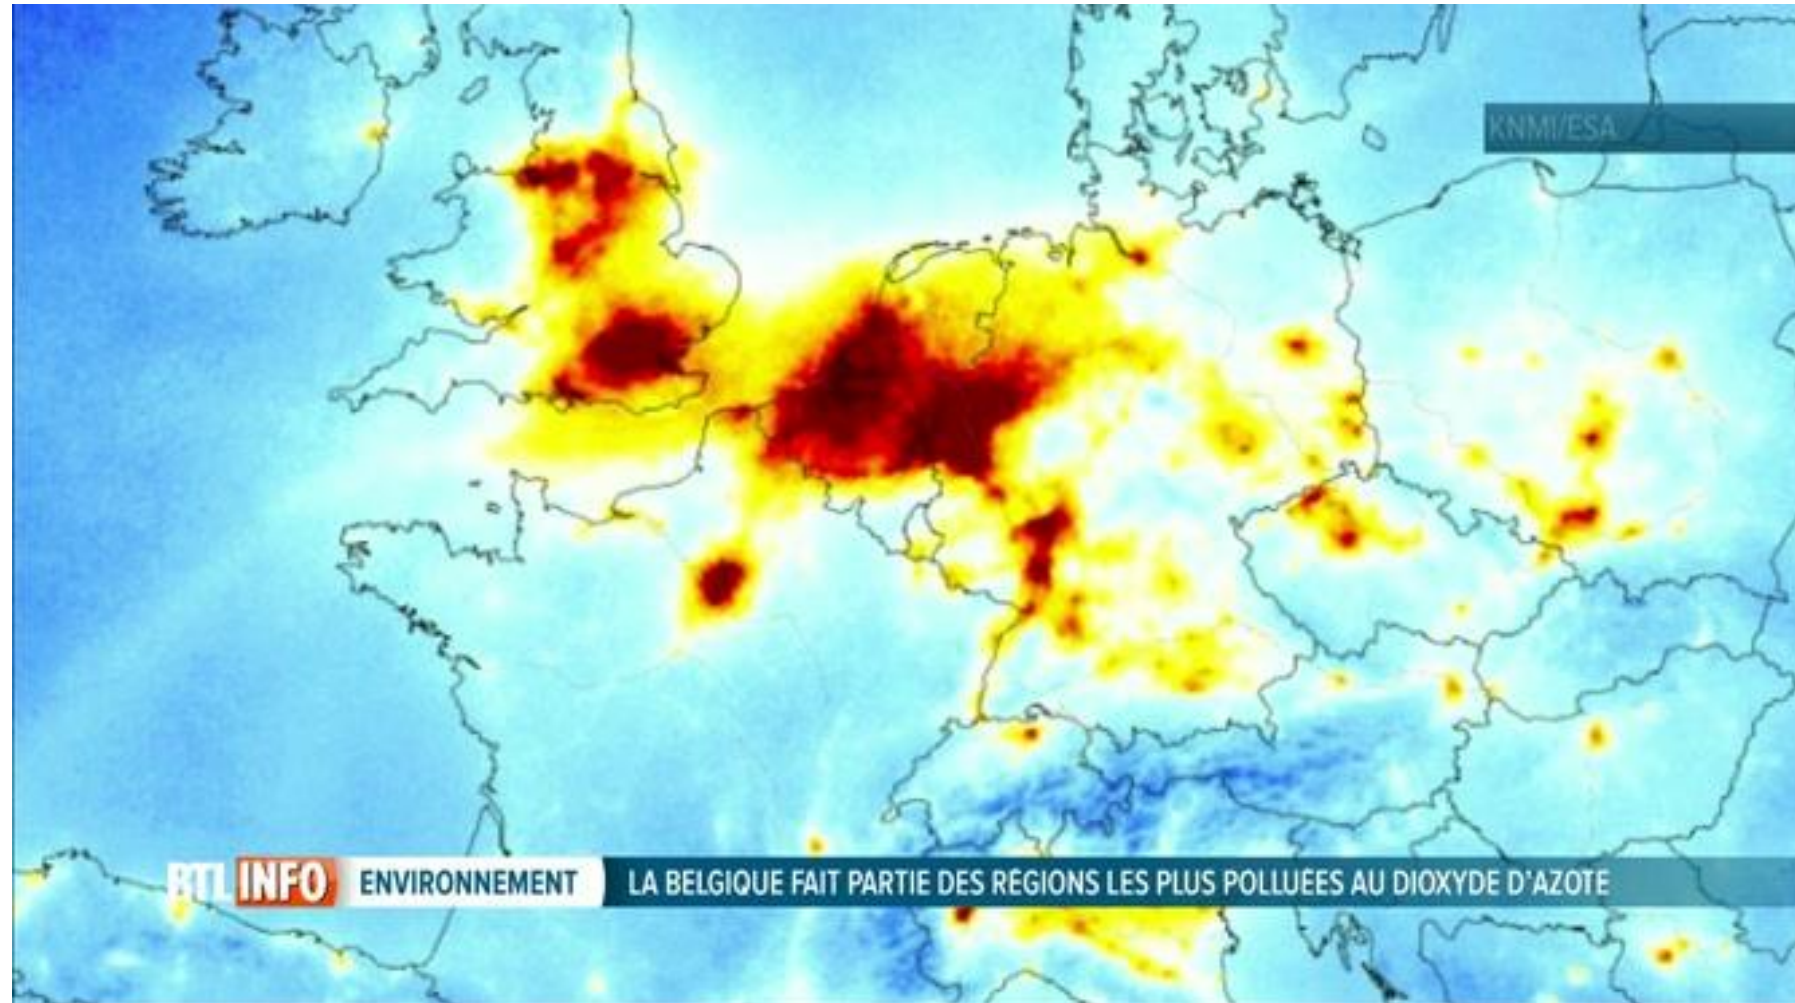 KNMI/ESA
RTL INFO ENVIRONNEMENT LA BELGIQUE FAIT PARTIE DES RÉGIONS LES PLUS POLLUÉES AU DIOXYDE D'AZOTE